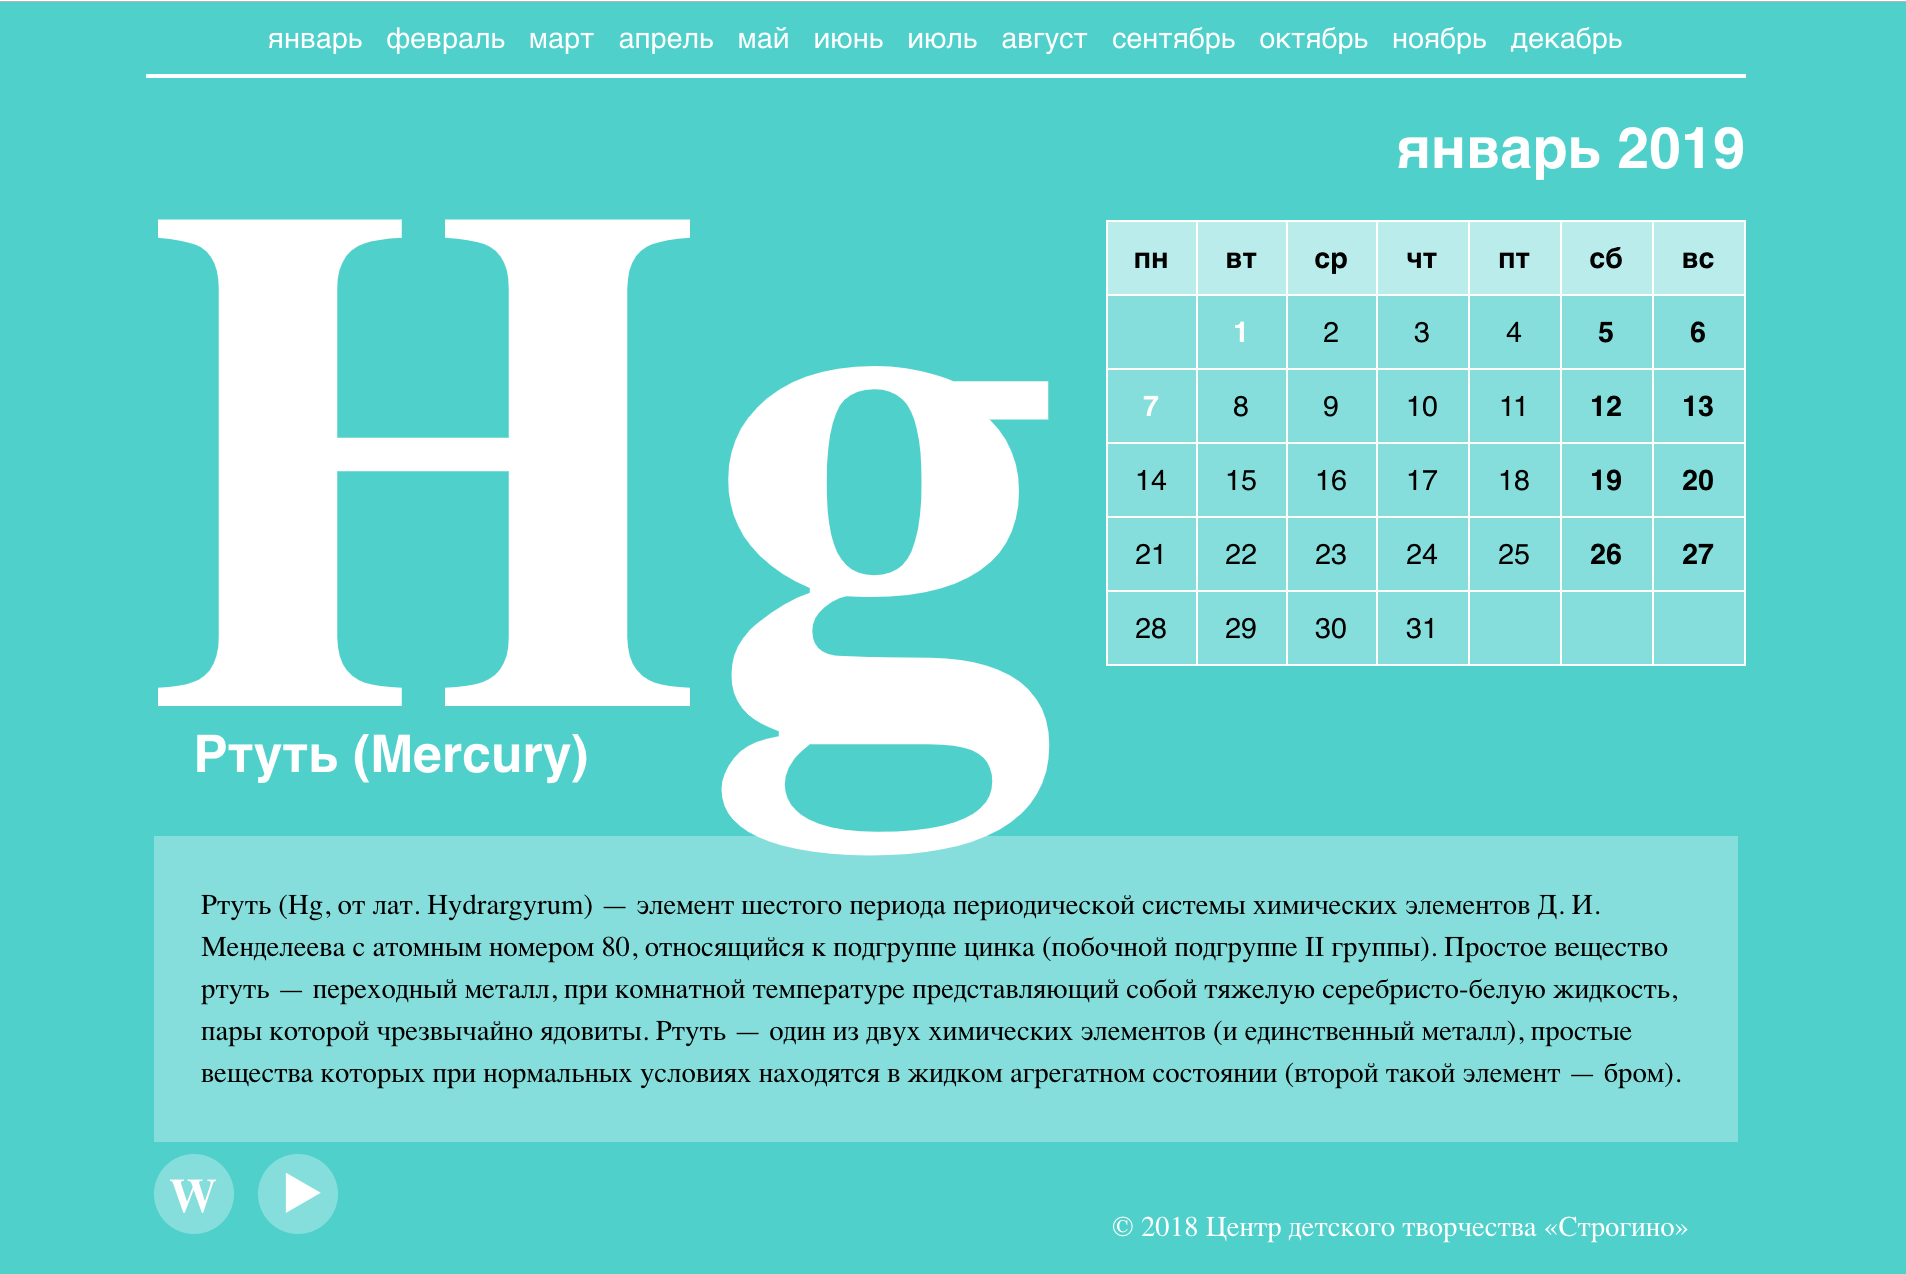 январь февраль март апрель май июнь июль август сентябрь октябрь ноябрь декабрь
январь 2019
Hg
пн вт ср чт пт сб вс
1 2 3 4 5 6
7 8 9 10 11 12 13
14 15 16 17 18 19 20
21 22 23 24 25 26 27
28 29 30 31
Ртуть (Mercury)
Ртуть (Hg, от лат. Hydrargyrum) — элемент шестого периода периодической системы химических элементов Д. И.
Менделеева с атомным номером 80, относящийся к подгруппе цинка (побочной подгруппе II группы). Простое вещество
ртуть — переходный металл, при комнатной температуре представляющий собой тяжелую серебристо-белую жидкость,
пары которой чрезвычайно ядовиты. Ртуть — один из двух химических элементов (и единственный металл), простые
вещества которых при нормальных условиях находятся в жидком агрегатном состоянии (второй такой элемент — бром).
W
© 2018 Центр детского творчества «Строгино»